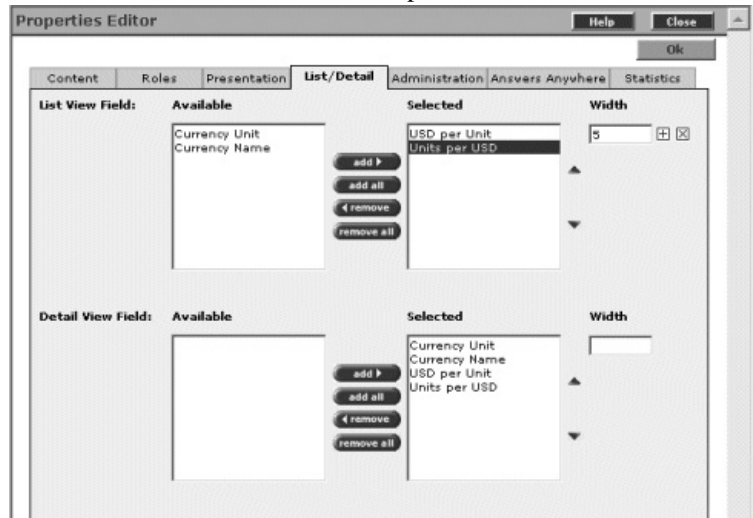 Properties Editor Help Close
Ok
Content Roles Presentation List/Detail Administration Answers Anywhere Statistics
List View Field: Available Selected Width
Currency Unit USD per Unit 5
Currency Name Units per USD
add
add all
remove
remove all
Detail View Field: Available Selected Width
Currency Unit
Currency Name
add USD per Unit
Units per USD
add all
remove
remove all